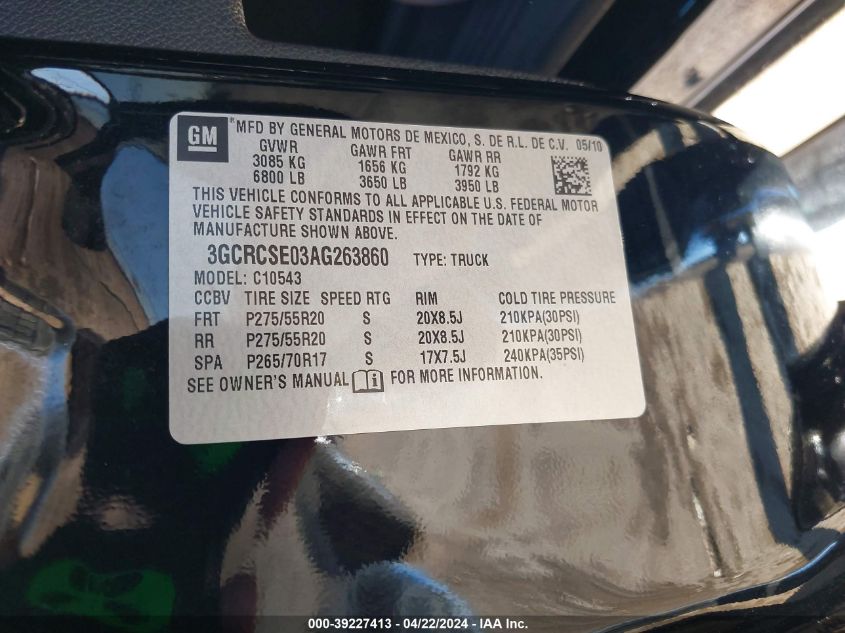 GM MFD BY GENERAL MOTORS DE MEXICO, S. DE R.L. DE C.V. 05/10
GVWR GAWR FRT GAWR RR
3085 KG 1656 KG 1792 KG
6800 LB 3650 LB 3950 LB
THIS VEHICLE CONFORMS TO ALL APPLICABLE U.S. FEDERAL MOTOR
VEHICLE SAFETY STANDARDS IN EFFECT ON THE DATE OF
MANUFACTURE SHOWN ABOVE.
3GCRCSE03AG263860 TYPE: TRUCK
MODEL: C10543
CCBV TIRE SIZE SPEED RTG RIM COLD TIRE PRESSURE
FRT P275/55R20 S 20X8.5J 210KPA(30PSI)
RR P275/55R20 S 20X8.5J 210KPA(30PSI)
SPA P265/70R17 S 17X7.5J 240KPA(35PSI)
SEE OWNER'S MANUAL FOR MORE INFORMATION.
000-39227413 - 04/22/2024 - IAA, Inc.